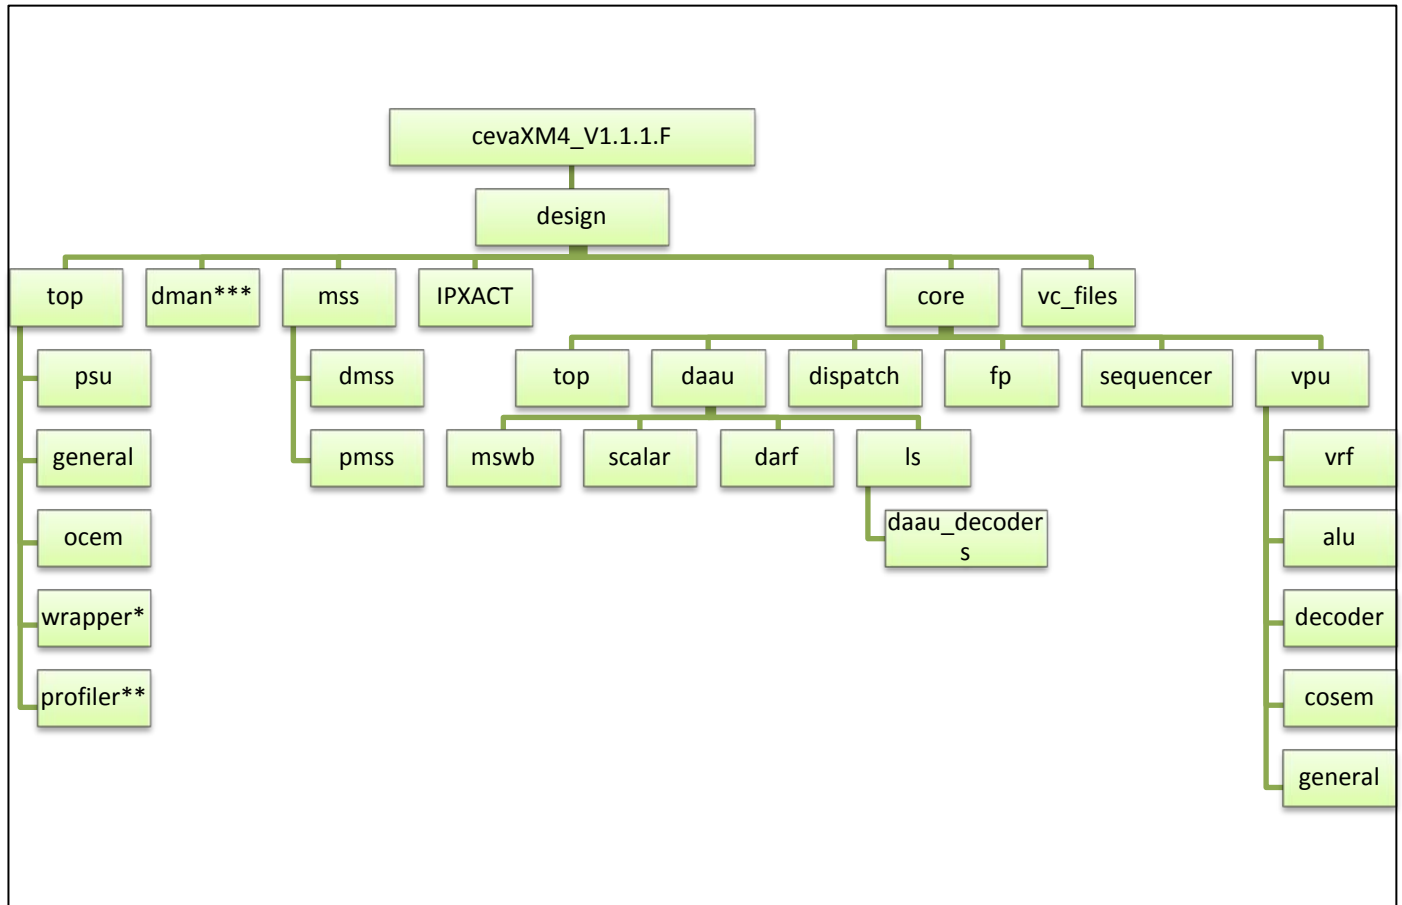 cevaXM4_V1.1.1.F
design
top
dman***
mss
IPXACT
core
vc_files
psu
dmss
top
daau
dispatch
fp
sequencer
vpu
general
pmss
mswb
scalar
darf
ls
vrf
ocem
daau_decoder
s
alu
wrapper*
decoder
profiler**
cosem
general